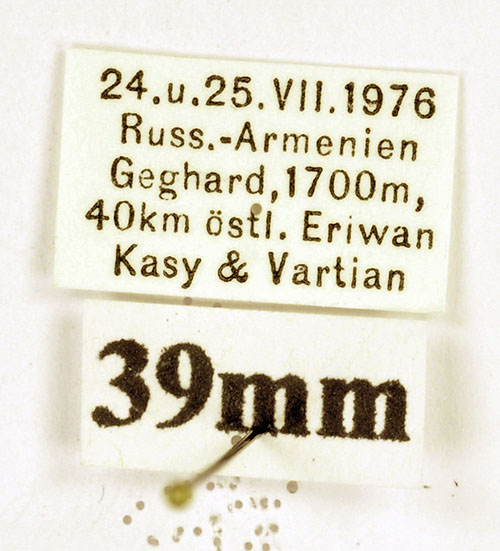 24.u.25.VII.1976
Russ.-Armenien
Geghard,1700m,
40km östl. Eriwan
Kasy & Vartian
39mm